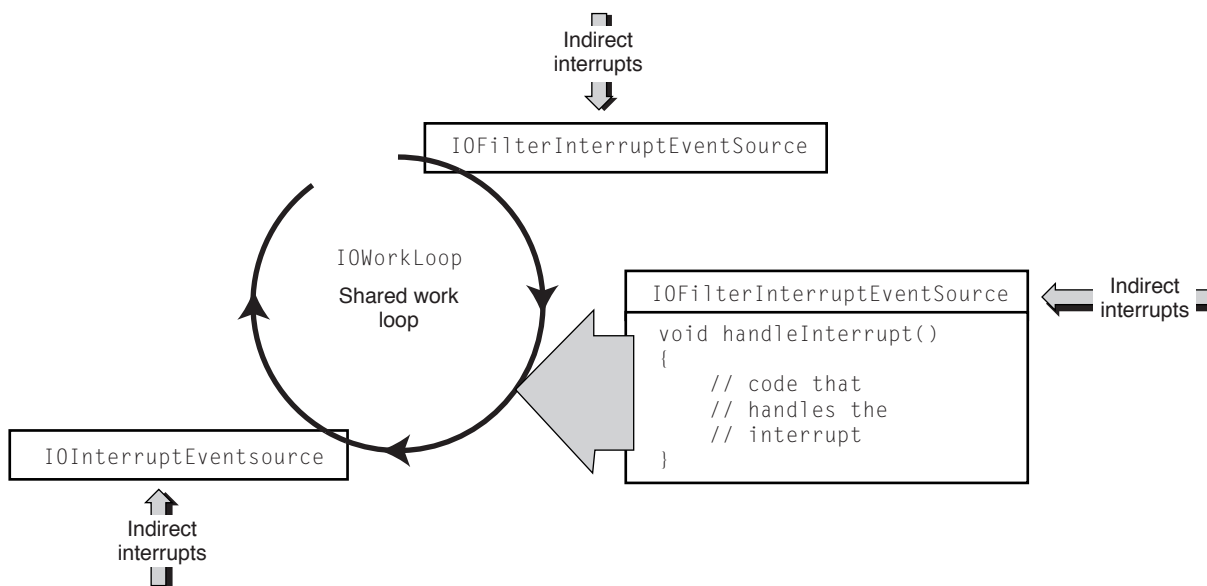 Indirect
interrupts
IOFilterInterruptEventSource
IOWorkLoop
Shared work
loop
IOFilterInterruptEventSource
void handleInterrupt()
{
// code that
// handles the
// interrupt
}
Indirect
interrupts
IOInterruptEventsource
Indirect
interrupts